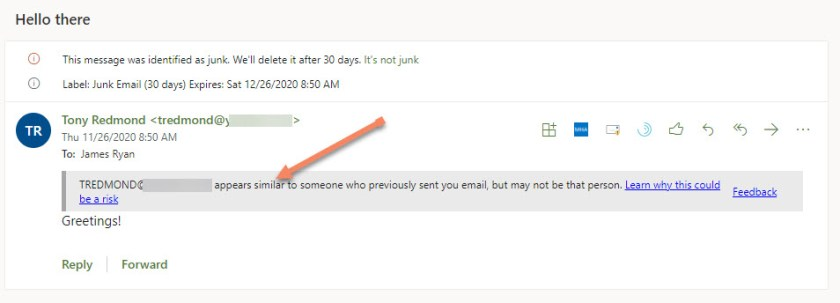 Hello there
This message was identified as junk. We'll delete it after 30 days. It's not junk
Label: Junk Email (30 days) Expires: Sat 12/26/2020 8:50 AM
TR
Tony Redmond <tredmond@y >
Thu 11/26/2020 8:50 AM
To: James Ryan
TREDMOND@ appears similar to someone who previously sent you email, but may not be that person. Learn why this could
be a risk
Feedback
Greetings!
Reply
Forward